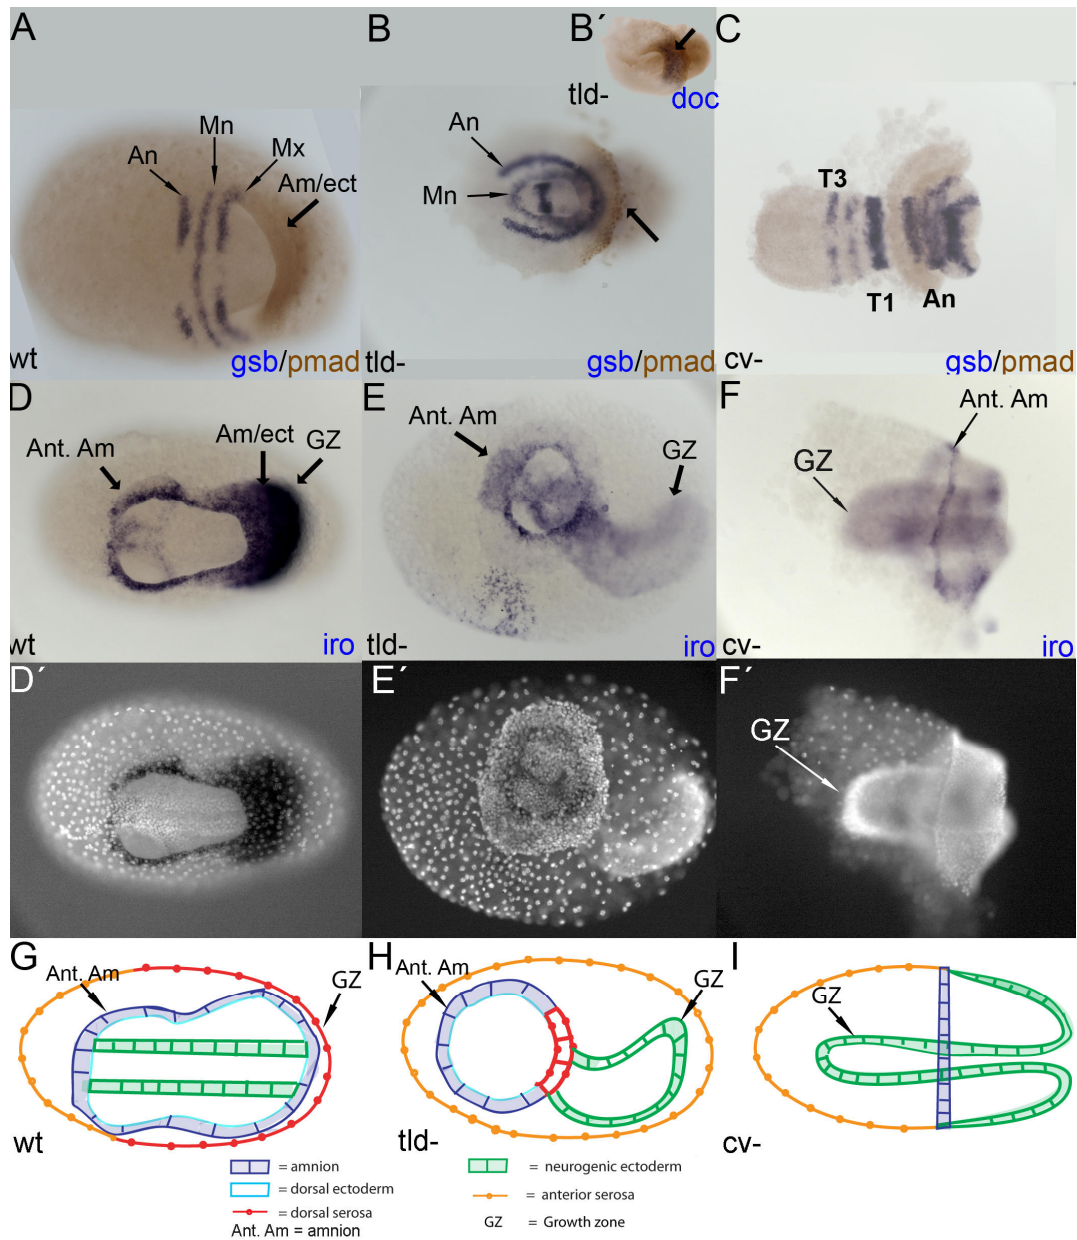 A
An
Mn
Mx
Am/ect
wt
gsb/pmad
B
B´
tld-
doc
An
Mn
tld-
gsb/pmad
C
T3
T1
An
cv-
gsb/pmad
D
Ant. Am
Am/ect
GZ
wt
iro
E
Ant. Am
GZ
tld-
iro
F
Ant. Am
GZ
cv-
iro
D´
E´
F´
GZ
G
Ant. Am
GZ
wt
H
Ant. Am
GZ
tld-
I
GZ
cv-
= amnion
= dorsal ectoderm
= dorsal serosa
Ant. Am = amnion
= neurogenic ectoderm
= anterior serosa
GZ = Growth zone